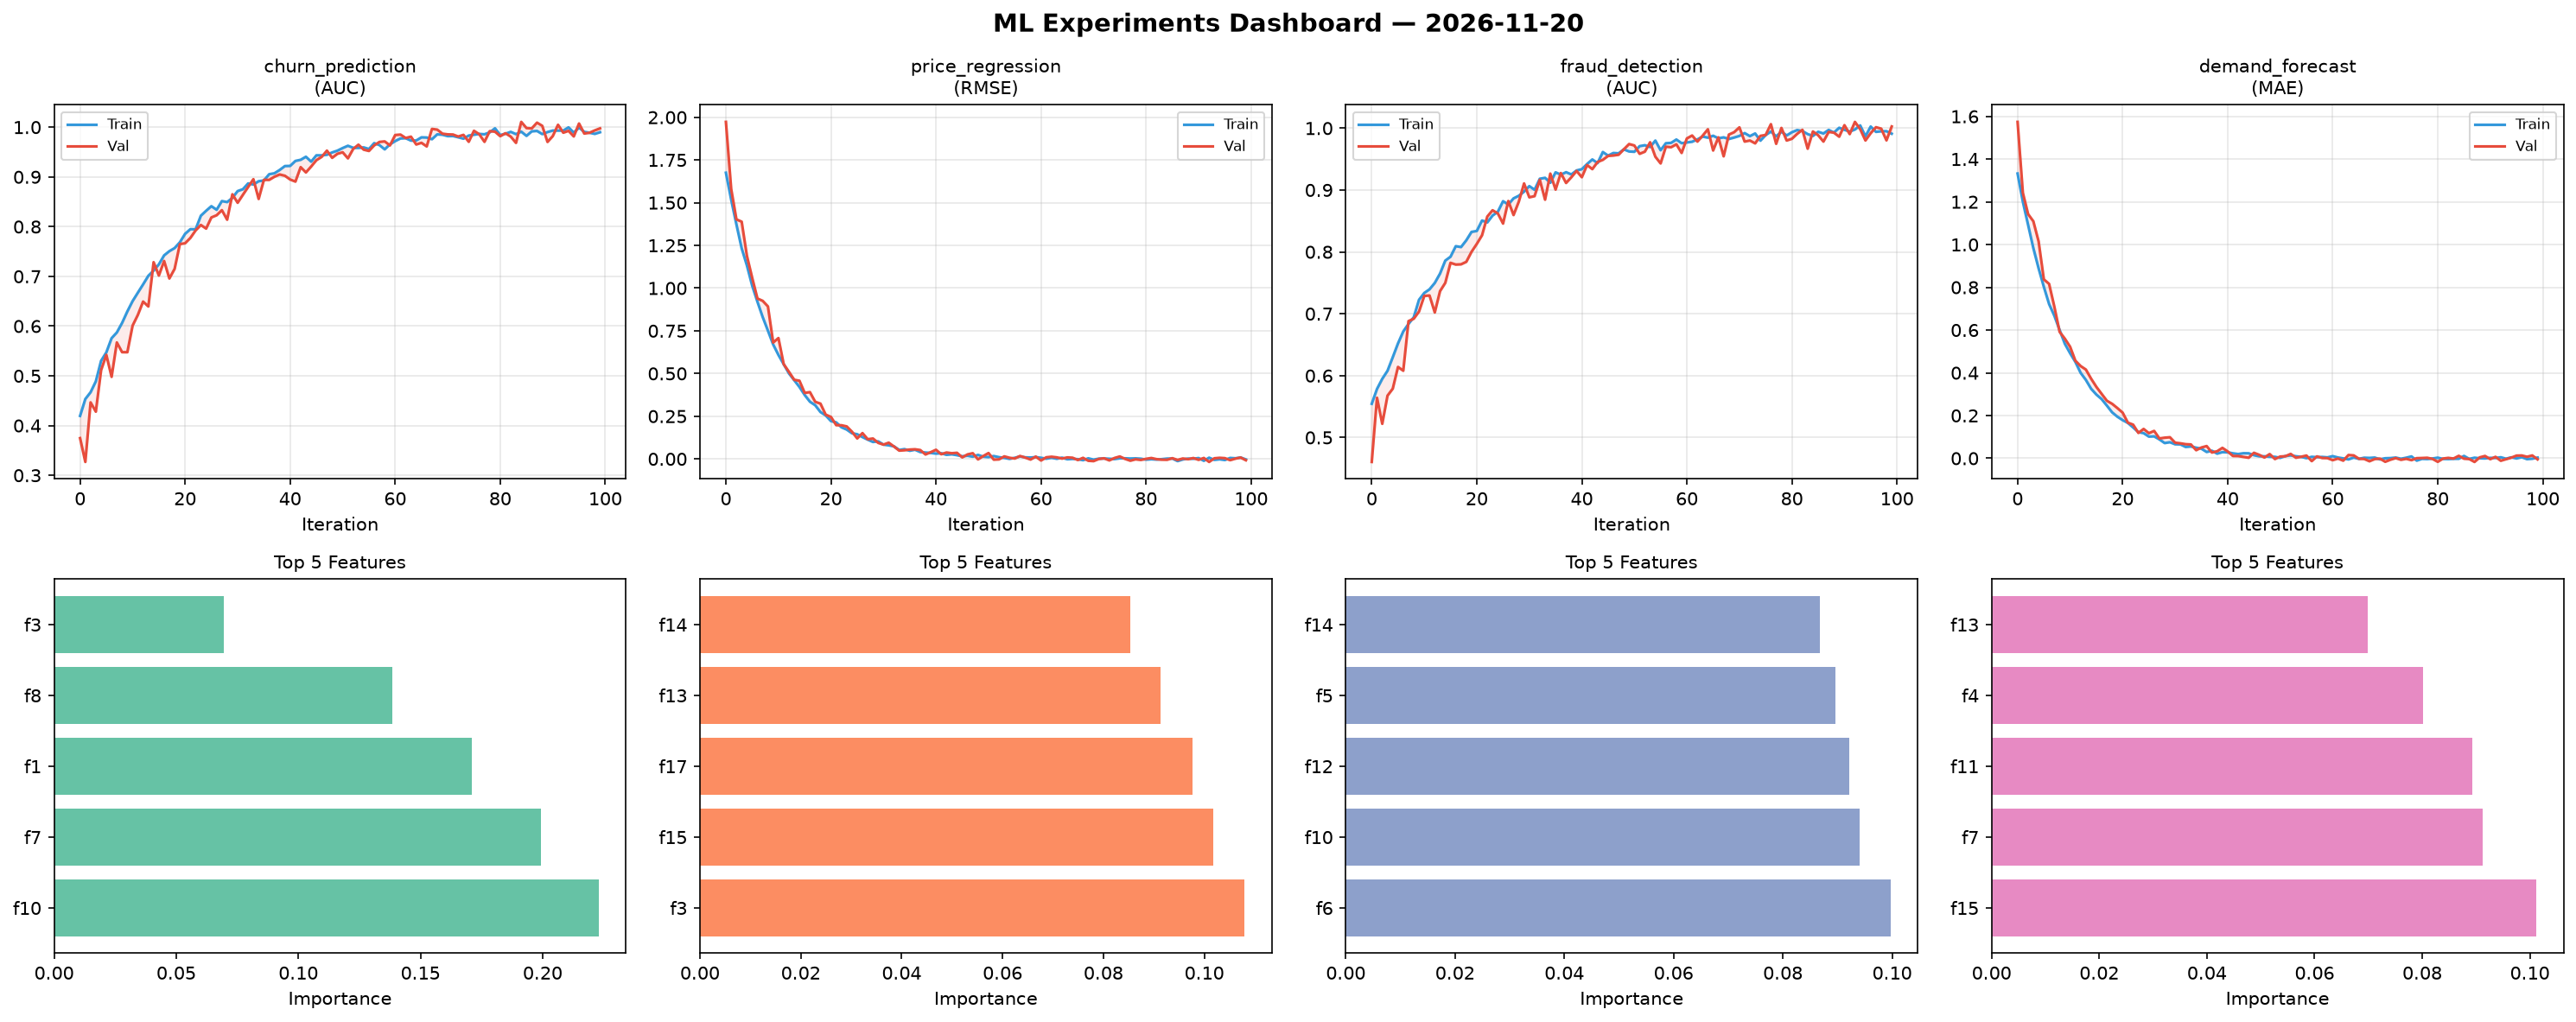 ML Experiments Dashboard — 2026-11-20
churn_prediction
(AUC)
Train
Val
1.0
0.9
0.8
0.7
0.6
0.5
0.4
0.3
0 20 40 60 80 100
Iteration
price_regression
(RMSE)
Train
Val
2.00
1.75
1.50
1.25
1.00
0.75
0.50
0.25
0.00
0 20 40 60 80 100
Iteration
fraud_detection
(AUC)
Train
Val
1.0
0.9
0.8
0.7
0.6
0.5
0 20 40 60 80 100
Iteration
demand_forecast
(MAE)
Train
Val
1.6
1.4
1.2
1.0
0.8
0.6
0.4
0.2
0.0
0 20 40 60 80 100
Iteration
Top 5 Features
f3
f8
f1
f7
f10
0.00 0.05 0.10 0.15 0.20
Importance
Top 5 Features
f14
f13
f17
f15
f3
0.00 0.02 0.04 0.06 0.08 0.10
Importance
Top 5 Features
f14
f5
f12
f10
f6
0.00 0.02 0.04 0.06 0.08 0.10
Importance
Top 5 Features
f13
f4
f11
f7
f15
0.00 0.02 0.04 0.06 0.08 0.10
Importance